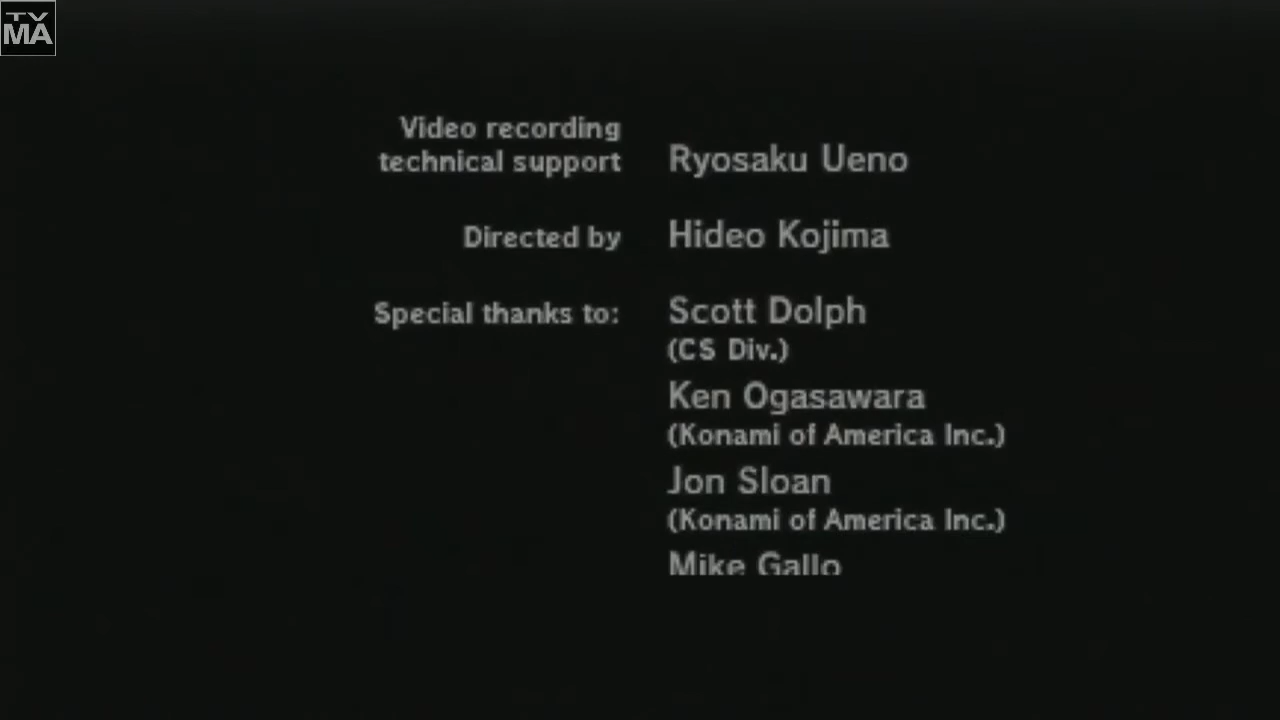 TV
MA
Video recording
technical support
Ryosaku Ueno
Directed by
Hideo Kojima
Special thanks to:
Scott Dolph
(CS Div.)
Ken Ogasawara
(Konami of America Inc.)
Jon Sloan
(Konami of America Inc.)
Mike Gallo